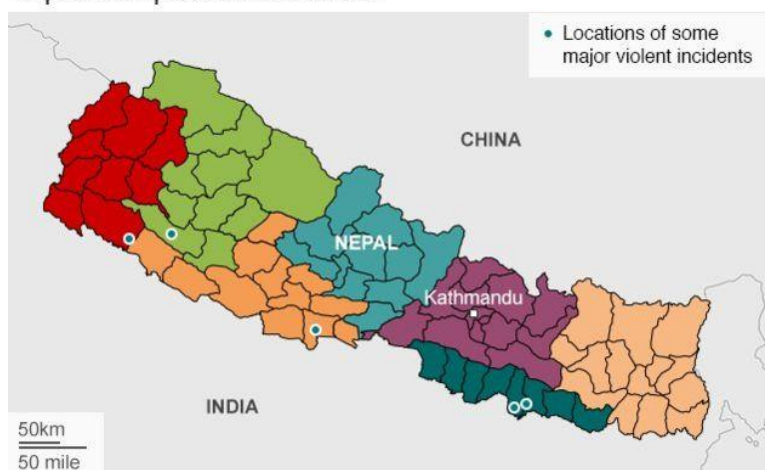 Locations of some
major violent incidents
CHINA
NEPAL
Kathmandu
INDIA
50km
50 mile